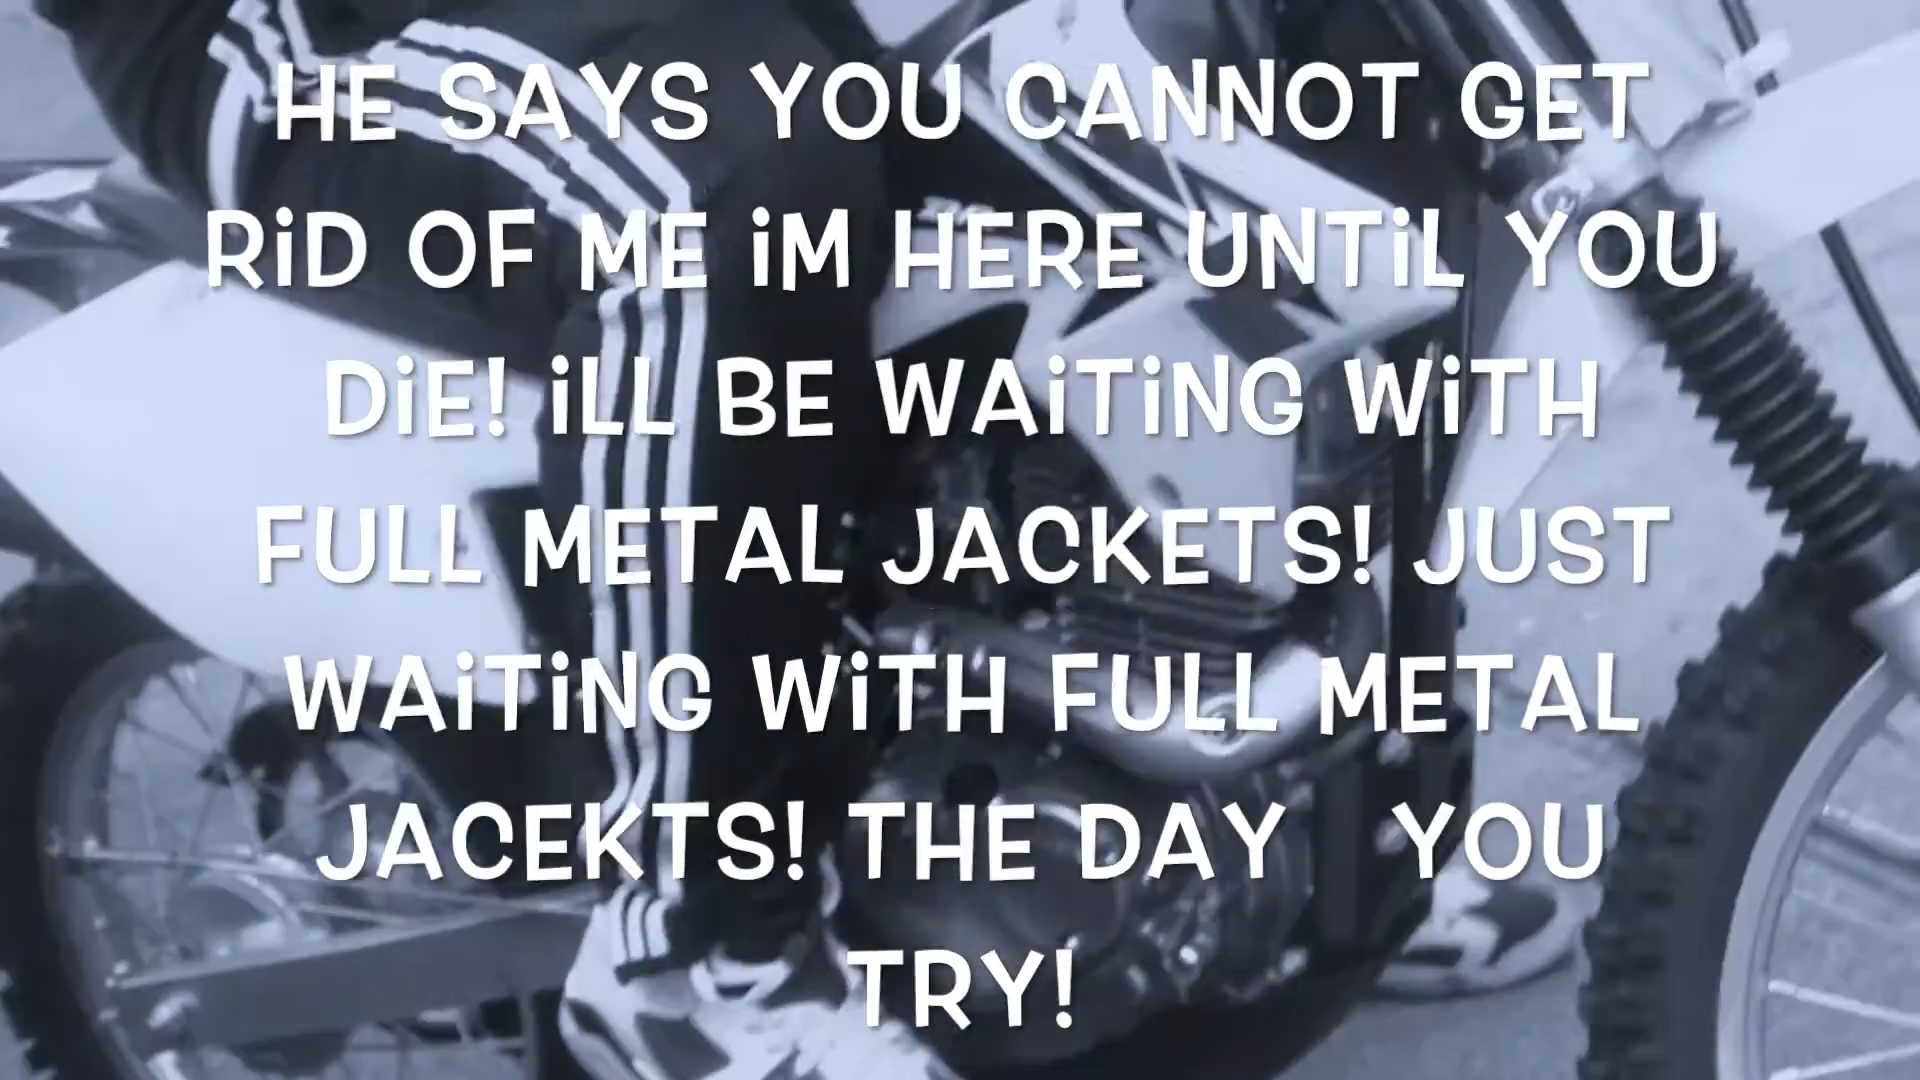 HE SAYS YOU CANNOT GET
RiD OF ME iM HERE UNTiL YOU
DiE! iLL BE WAiTiNG WiTH
FULL METAL JACKETS! JUST
WAiTiNG WiTH FULL METAL
JACEKTS! THE DAY YOU
TRY!